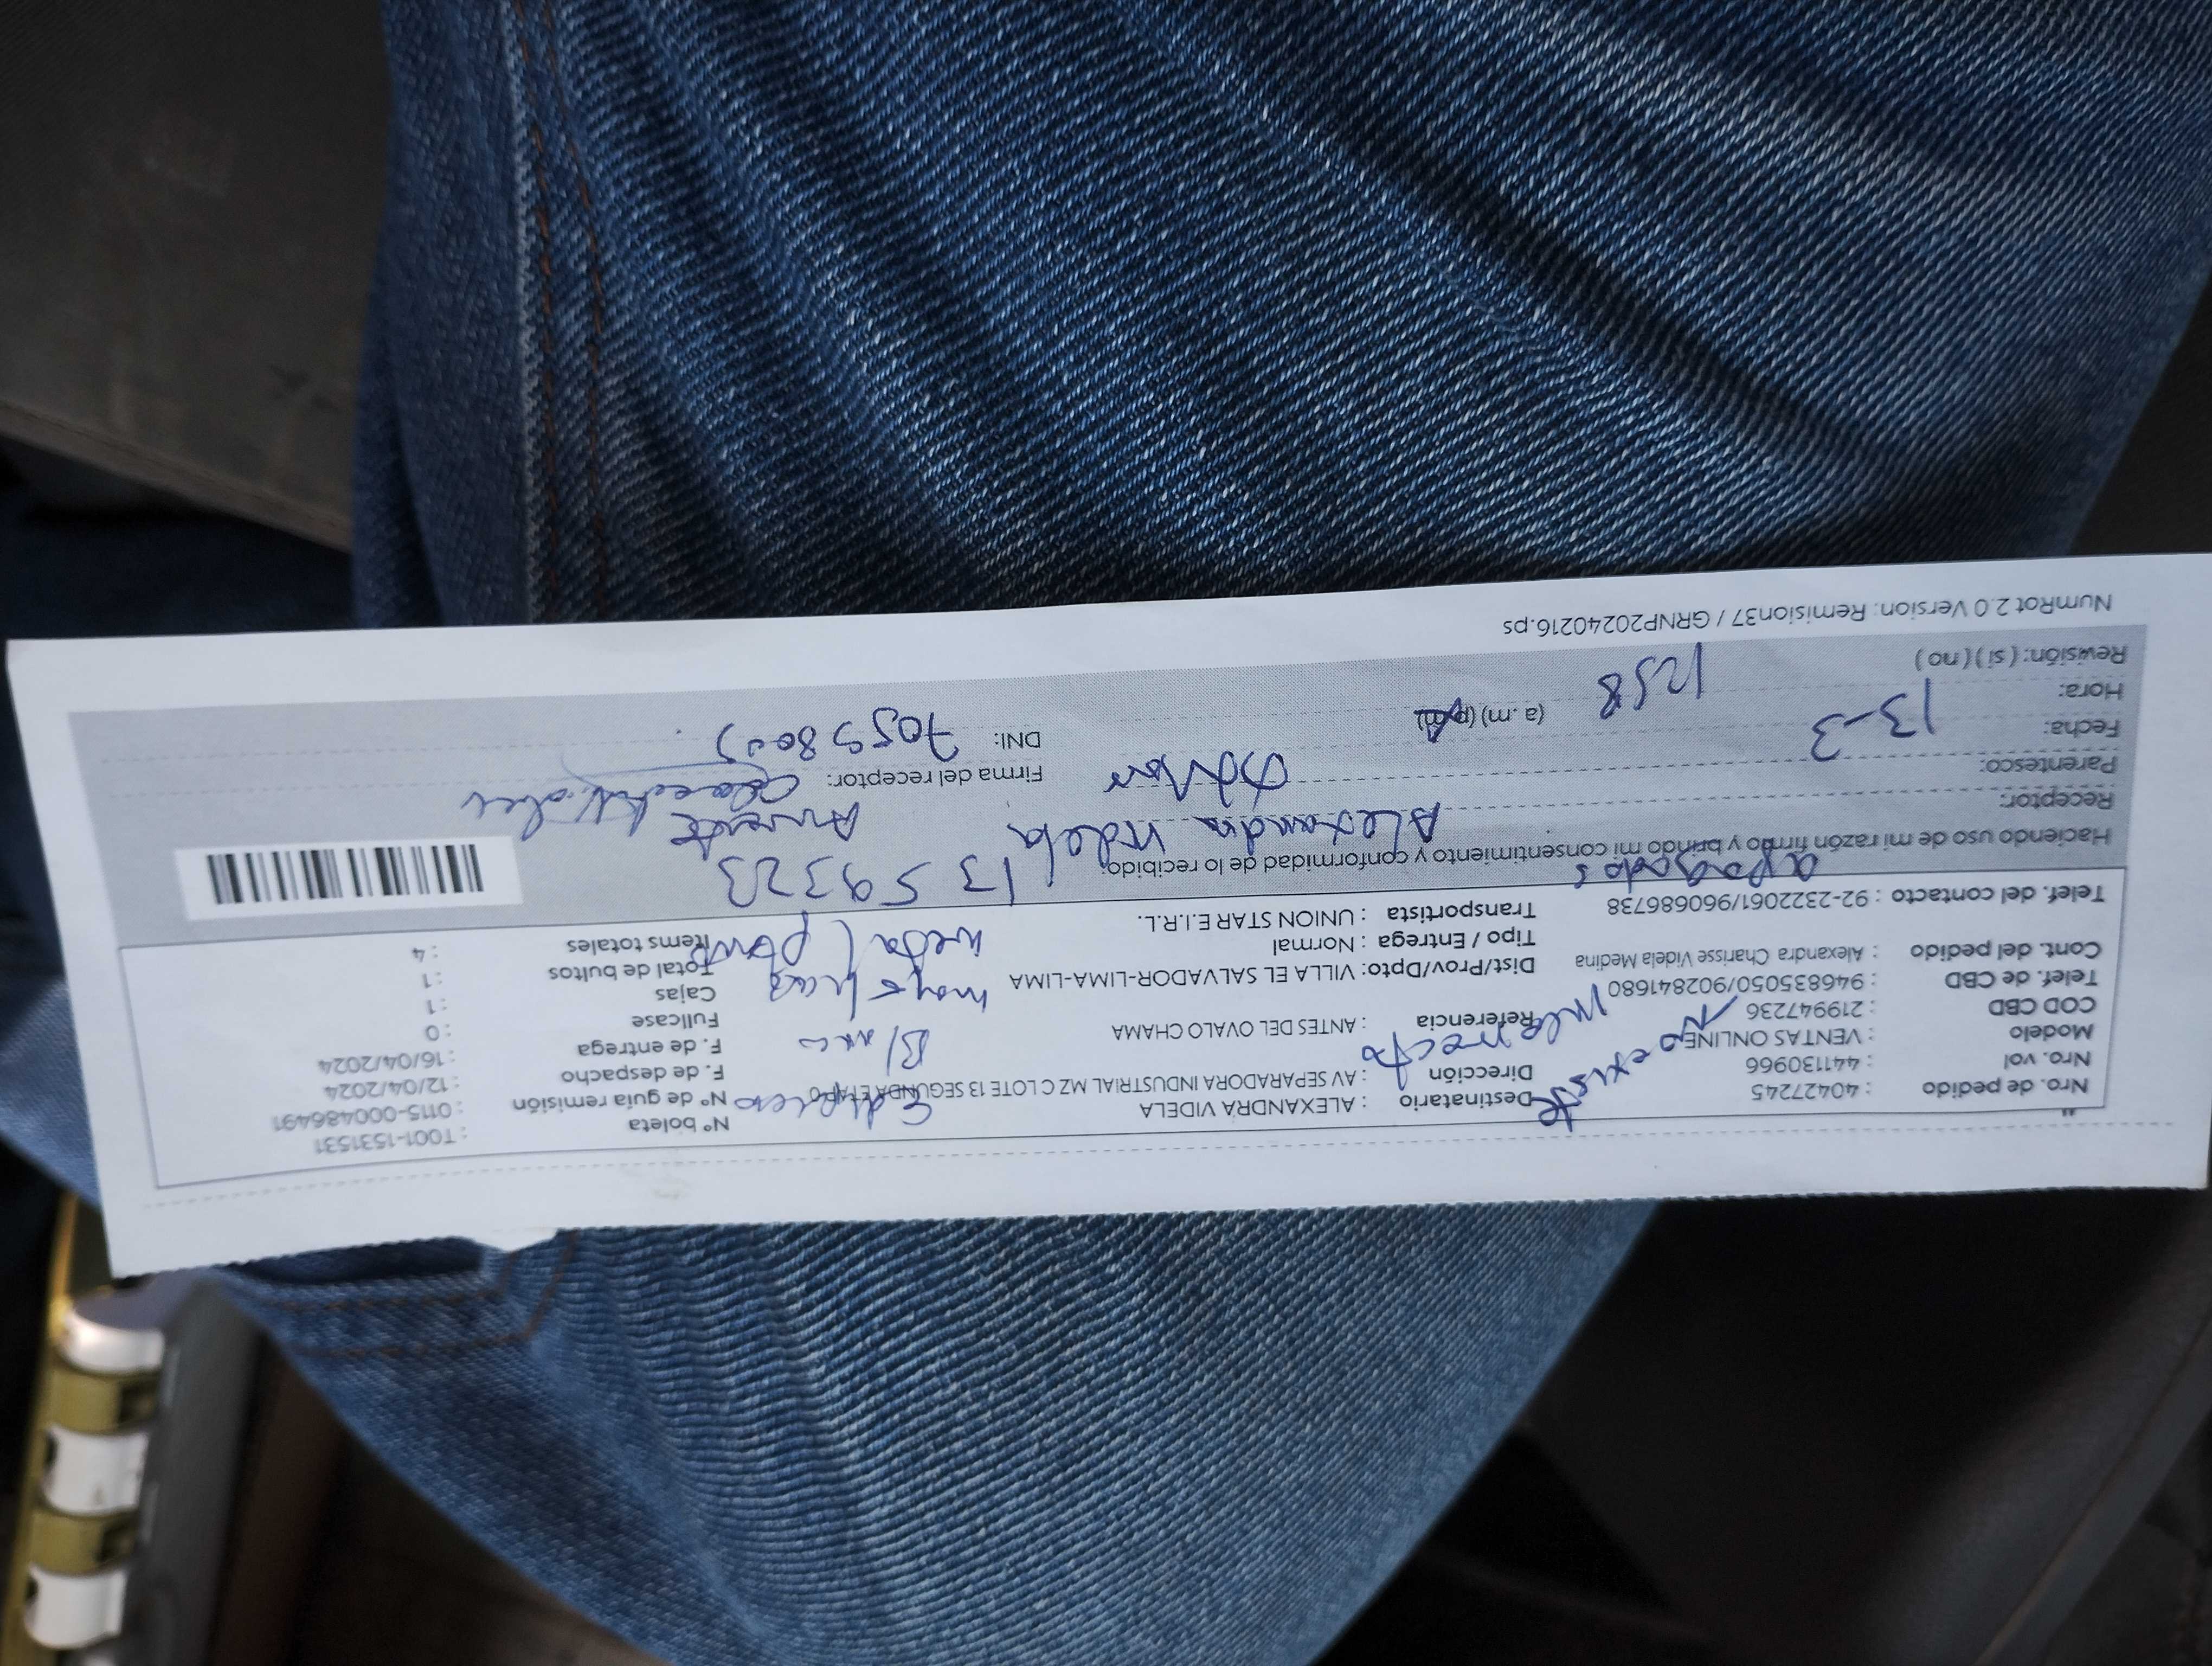 Nro. de pedido : 40427245
Nro. vol : 441130966
Modelo : VENTAS ONLINE
COD CBD : 219947236
Telef. de CBD : 946835050/902841680
Cont. del pedido : Alexandra Charisse Videla Medina
Telef. del contacto : 92-2322061/960686738
Destinatario : ALEXANDRA VIDELA
Dirección : AV SEPARADORA INDUSTRIAL MZ C LOTE 13 SEGUNDA ETAPA
Referencia : ANTES DEL OVALO CHAMA
Dist/Prov/Dpto: VILLA EL SALVADOR-LIMA-LIMA
Tipo / Entrega : Normal
Transportista : UNION STAR E.I.R.L.
N° boleta : T001-1531531
N° de guía remisión : 0115-000486491
F. de despacho : 12/04/2024
F. de entrega : 16/04/2024
Fullcase : 0
Cajas : 1
Total de bultos : 1
Items totales : 4
No existe
apagados
Blanco
1359323
Haciendo uso de mi razón firmo y brindo mi consentimiento y conformidad de lo recibido:
Receptor: Alexandra Videla
Parentesco:
Fecha: 13-3
Hora: 1258 (a.m) (p.m)
Revisión: (si) (no)
Firma del receptor:
DNI:
NumRot 2.0 Version: Remision37 / GRNP20240216.ps